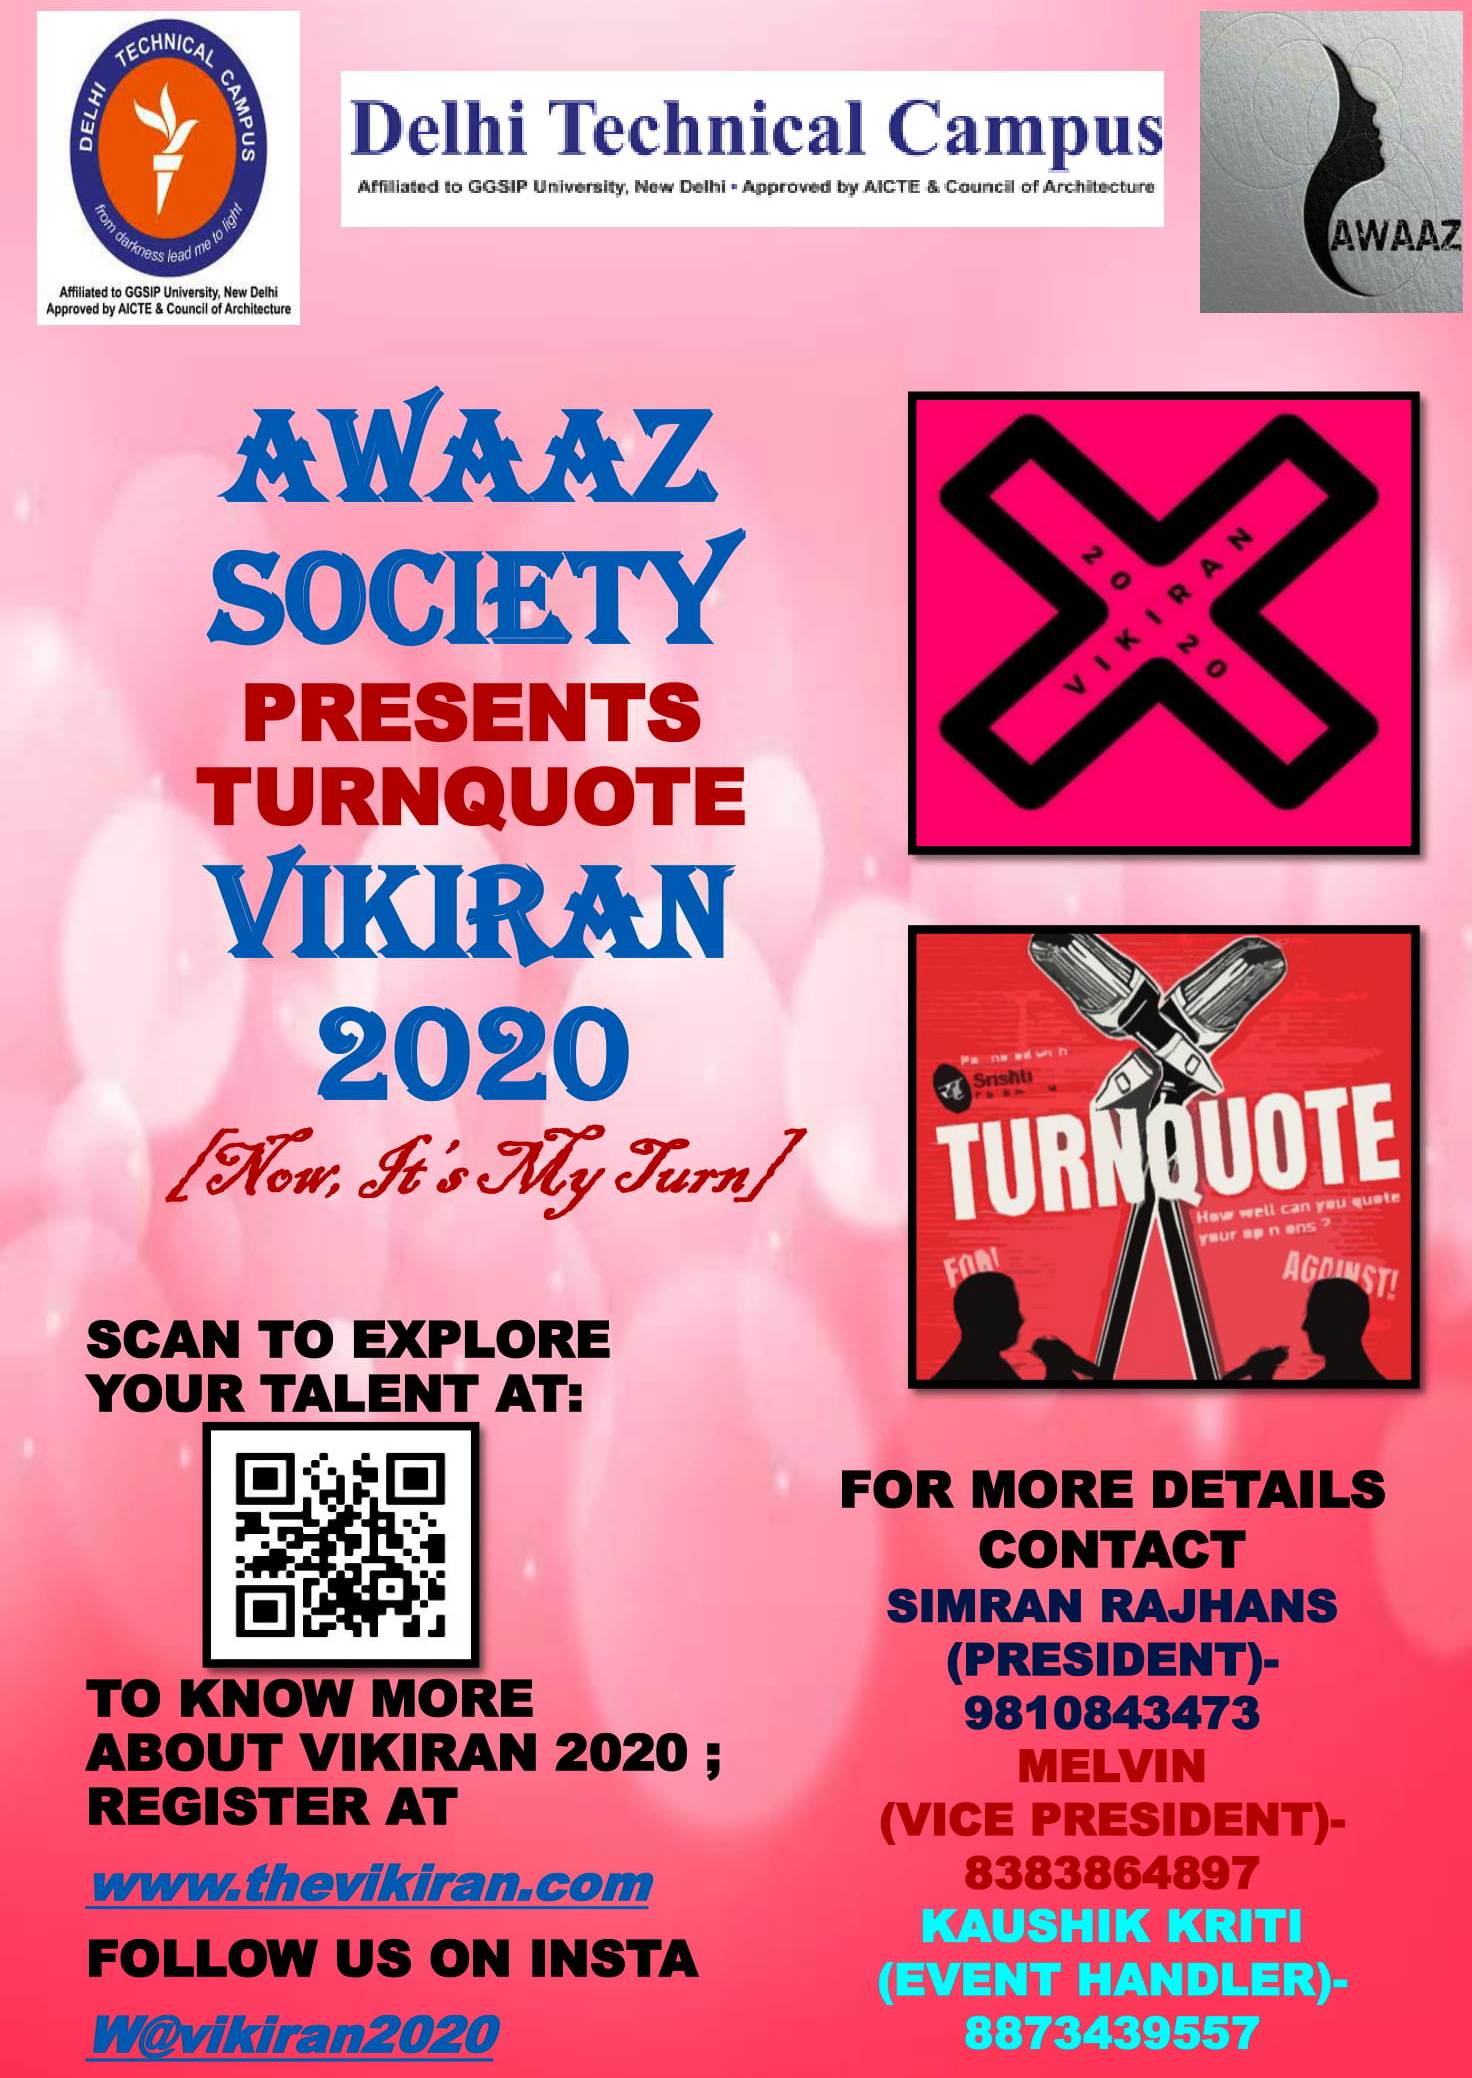 DELHI TECHNICAL CAMPUS
from darkness lead me to light
Affiliated to GGSIP University, New Delhi
Approved by AICTE & Council of Architecture
Delhi Technical Campus
Affiliated to GGSIP University, New Delhi • Approved by AICTE & Council of Architecture
AWAAZ
AWAAZ
SOCIETY
PRESENTS
TURNQUOTE
VIKIRAN
2020
[Now, It's My Turn]
20 20
VIKIRAN
Srishti
TURNQUOTE
How well can you quote
your
FOR!
AGAINST!
SCAN TO EXPLORE
YOUR TALENT AT:
TO KNOW MORE
ABOUT VIKIRAN 2020 ;
REGISTER AT
www.thevikiran.com
FOLLOW US ON INSTA
W@vikiran2020
FOR MORE DETAILS
CONTACT
SIMRAN RAJHANS
(PRESIDENT)-
9810843473
MELVIN
(VICE PRESIDENT)-
8383864897
KAUSHIK KRITI
(EVENT HANDLER)-
8873439557